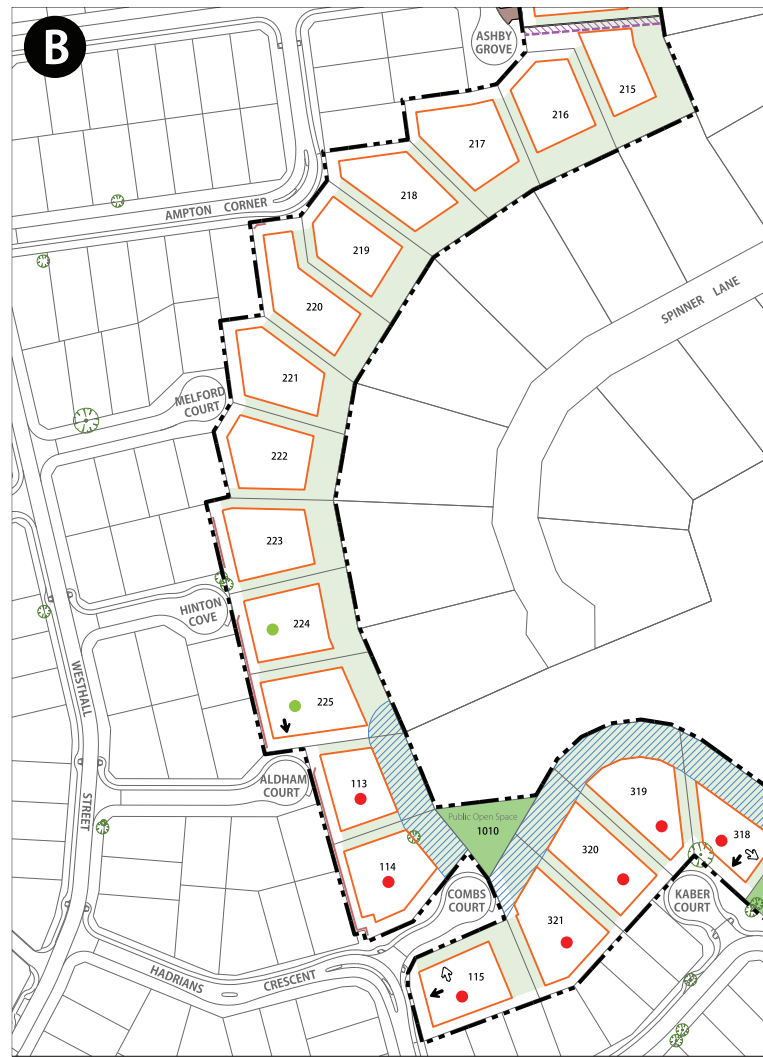 B
ASHBY
GROVE
215
216
217
218
AMPTON CORNER
219
220
SPINNER LANE
221
MELFORD
COURT
222
223
HINTON
COVE
224
WESTHALL
STREET
225
ALDHAM
COURT
113
114
Public Open Space
1010
319
318
320
COMBS
COURT
KABER
COURT
321
115
HADRIANS
CRESCENT